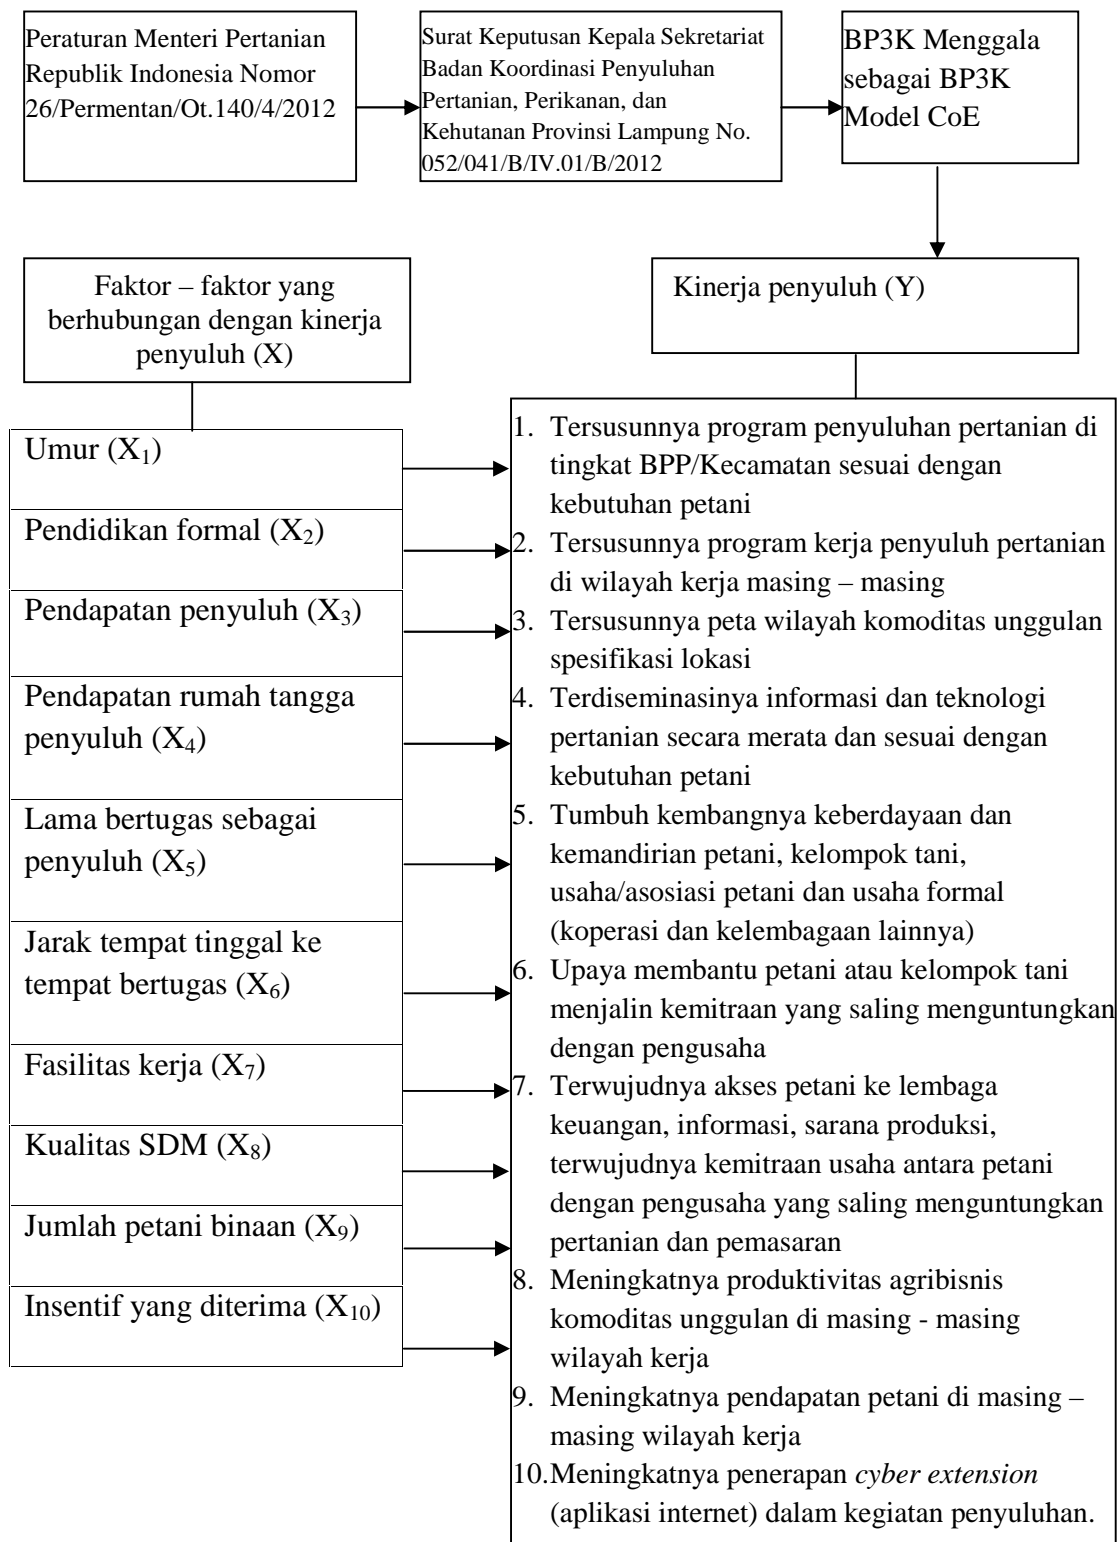 Peraturan Menteri Pertanian
Republik Indonesia Nomor
26/Permentan/Ot.140/4/2012
Surat Keputusan Kepala Sekretariat
Badan Koordinasi Penyuluhan
Pertanian, Perikanan, dan
Kehutanan Provinsi Lampung No.
052/041/B/IV.01/B/2012
BP3K Menggala
sebagai BP3K
Model CoE
Faktor – faktor yang
berhubungan dengan kinerja
penyuluh (X)
Kinerja penyuluh (Y)
Umur (X₁)
Pendidikan formal (X₂)
Pendapatan penyuluh (X₃)
Pendapatan rumah tangga
penyuluh (X₄)
Lama bertugas sebagai
penyuluh (X₅)
Jarak tempat tinggal ke
tempat bertugas (X₆)
Fasilitas kerja (X₇)
Kualitas SDM (X₈)
Jumlah petani binaan (X₉)
Insentif yang diterima (X₁₀)
1. Tersusunnya program penyuluhan pertanian di
tingkat BPP/Kecamatan sesuai dengan
kebutuhan petani
2. Tersusunnya program kerja penyuluh pertanian
di wilayah kerja masing – masing
3. Tersusunnya peta wilayah komoditas unggulan
spesifikasi lokasi
4. Terdiseminasinya informasi dan teknologi
pertanian secara merata dan sesuai dengan
kebutuhan petani
5. Tumbuh kembangnya keberdayaan dan
kemandirian petani, kelompok tani,
usaha/asosiasi petani dan usaha formal
(koperasi dan kelembagaan lainnya)
6. Upaya membantu petani atau kelompok tani
menjalin kemitraan yang saling menguntungkan
dengan pengusaha
7. Terwujudnya akses petani ke lembaga
keuangan, informasi, sarana produksi,
terwujudnya kemitraan usaha antara petani
dengan pengusaha yang saling menguntungkan
pertanian dan pemasaran
8. Meningkatnya produktivitas agribisnis
komoditas unggulan di masing - masing
wilayah kerja
9. Meningkatnya pendapatan petani di masing –
masing wilayah kerja
10.Meningkatnya penerapan cyber extension
(aplikasi internet) dalam kegiatan penyuluhan.